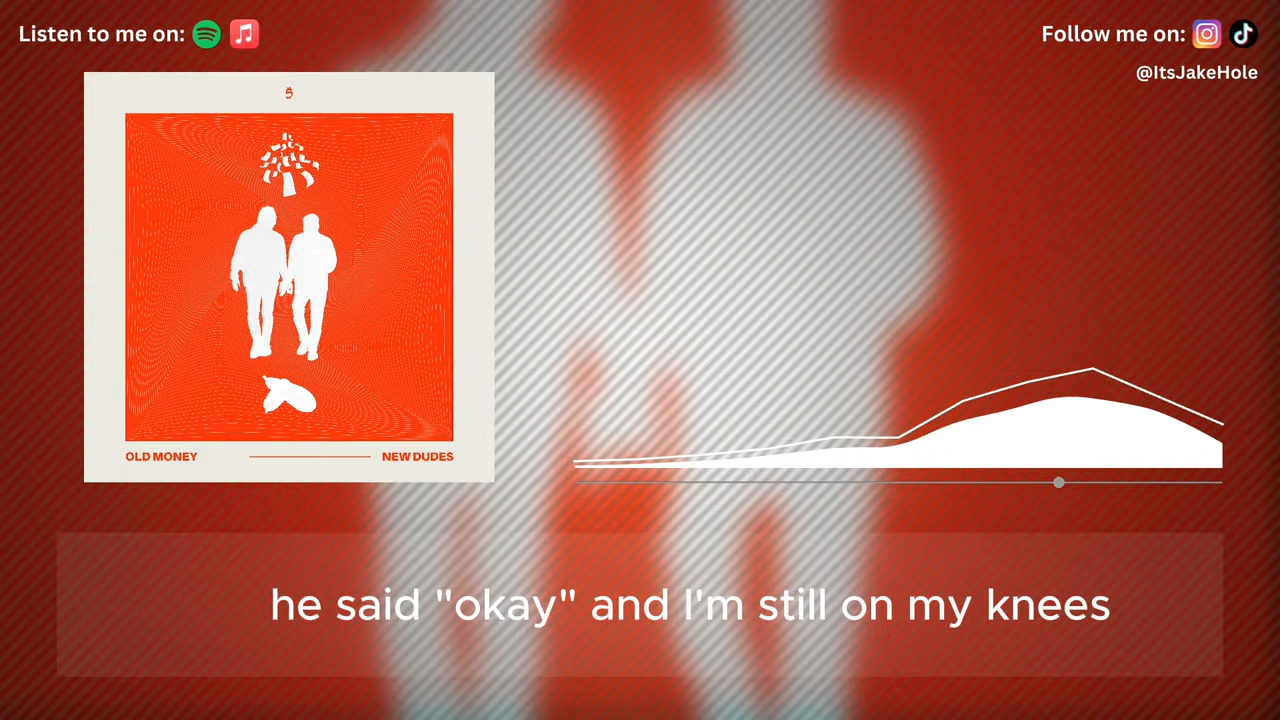 Listen to me on:
Follow me on:
@ItsJakeHole
OLD MONEY
NEW DUDES
he said "okay" and I'm still on my knees